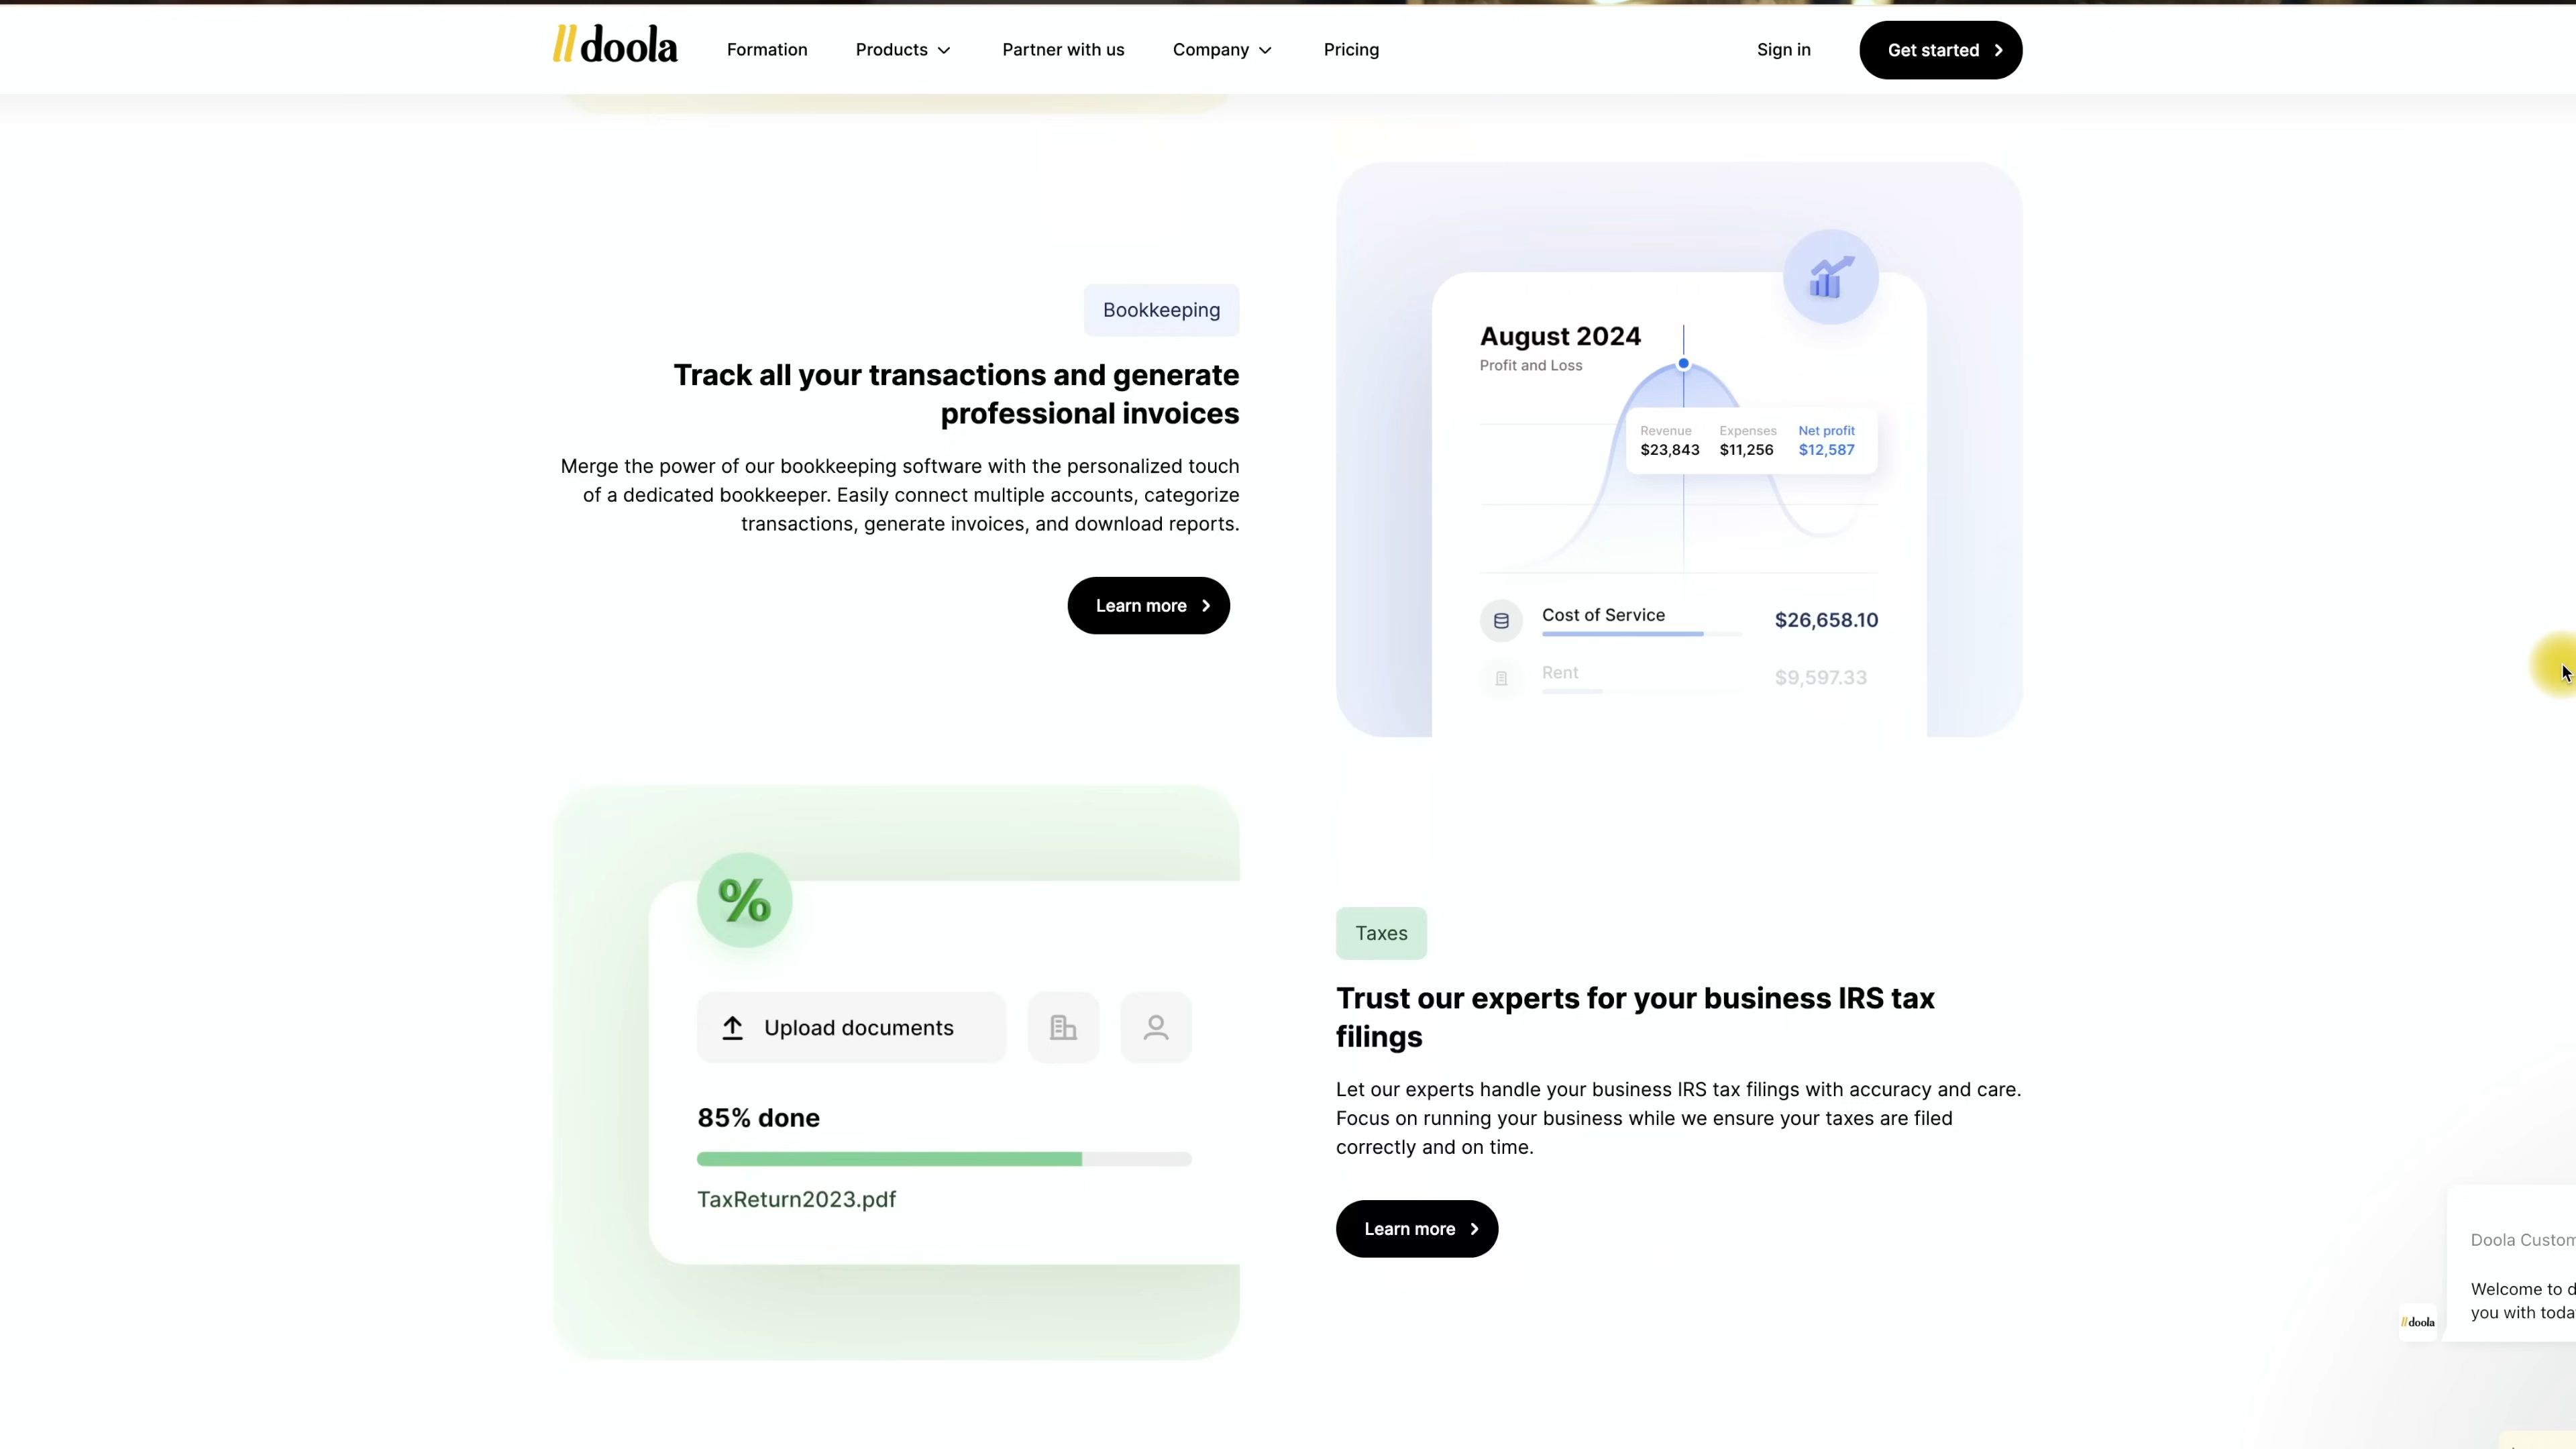 doola
Formation
Products
Partner with us
Company
Pricing
Sign in
Get started
Bookkeeping
Track all your transactions and generate
professional invoices
Merge the power of our bookkeeping software with the personalized touch
of a dedicated bookkeeper. Easily connect multiple accounts, categorize
transactions, generate invoices, and download reports.
Learn more
August 2024
Profit and Loss
Revenue Expenses Net profit
$23,843 $11,256 $12,587
Cost of Service $26,658.10
Rent $9,597.33
%
Upload documents
85% done
TaxReturn2023.pdf
Taxes
Trust our experts for your business IRS tax
filings
Let our experts handle your business IRS tax filings with accuracy and care.
Focus on running your business while we ensure your taxes are filed
correctly and on time.
Learn more
Doola
Welcome to
you with
doola